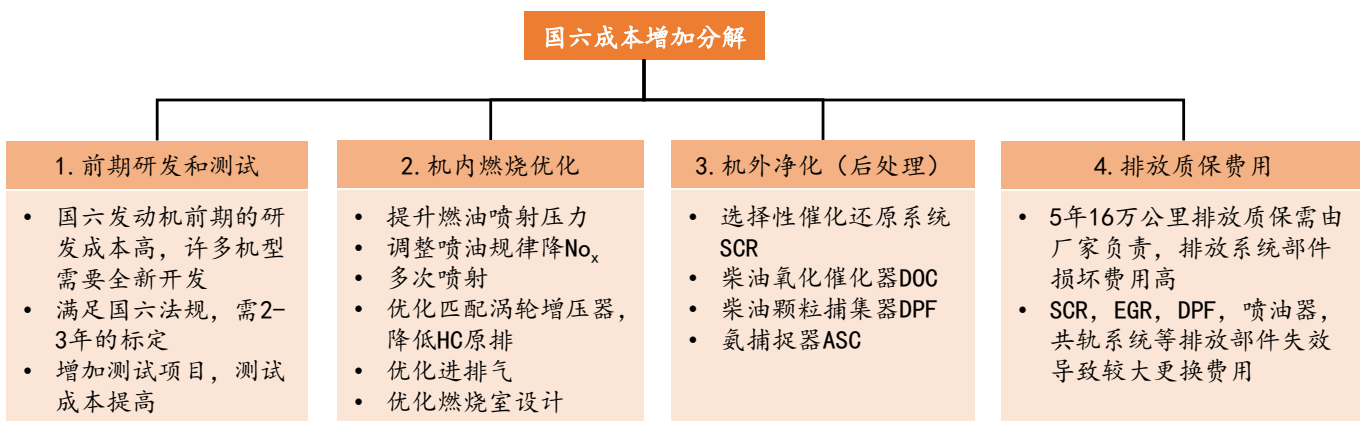 国六成本增加分解
1.前期研发和测试
• 国六发动机前期的研
发成本高，许多机型
需要全新开发
• 满足国六法规，需2-
3年的标定
• 增加测试项目，测试
成本提高
2.机内燃烧优化
• 提升燃油喷射压力
• 调整喷油规律降Noₓ
• 多次喷射
• 优化匹配涡轮增压器，
降低HC原排
• 优化进排气
• 优化燃烧室设计
3.机外净化（后处理）
• 选择性催化还原系统
SCR
• 柴油氧化催化器DOC
• 柴油颗粒捕集器DPF
• 氨捕捉器ASC
4.排放质保费用
• 5年16万公里排放质保需由
厂家负责，排放系统部件
损坏费用高
• SCR，EGR，DPF，喷油器，
共轨系统等排放部件失效
导致较大更换费用